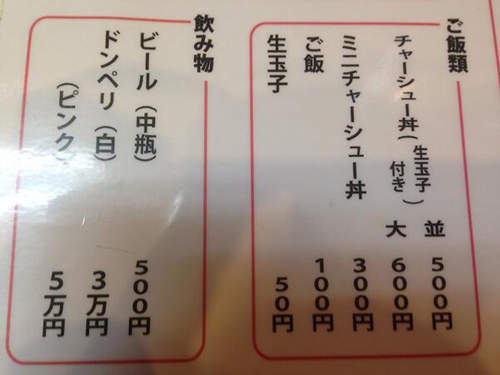 ご飯類
チャーシュー丼(生玉子付き) 並 500円
大 600円
ミニチャーシュー丼 300円
ご飯 100円
生玉子 50円
飲み物
ビール(中瓶) 500円
ドンペリ(白) 3万円
(ピンク) 5万円